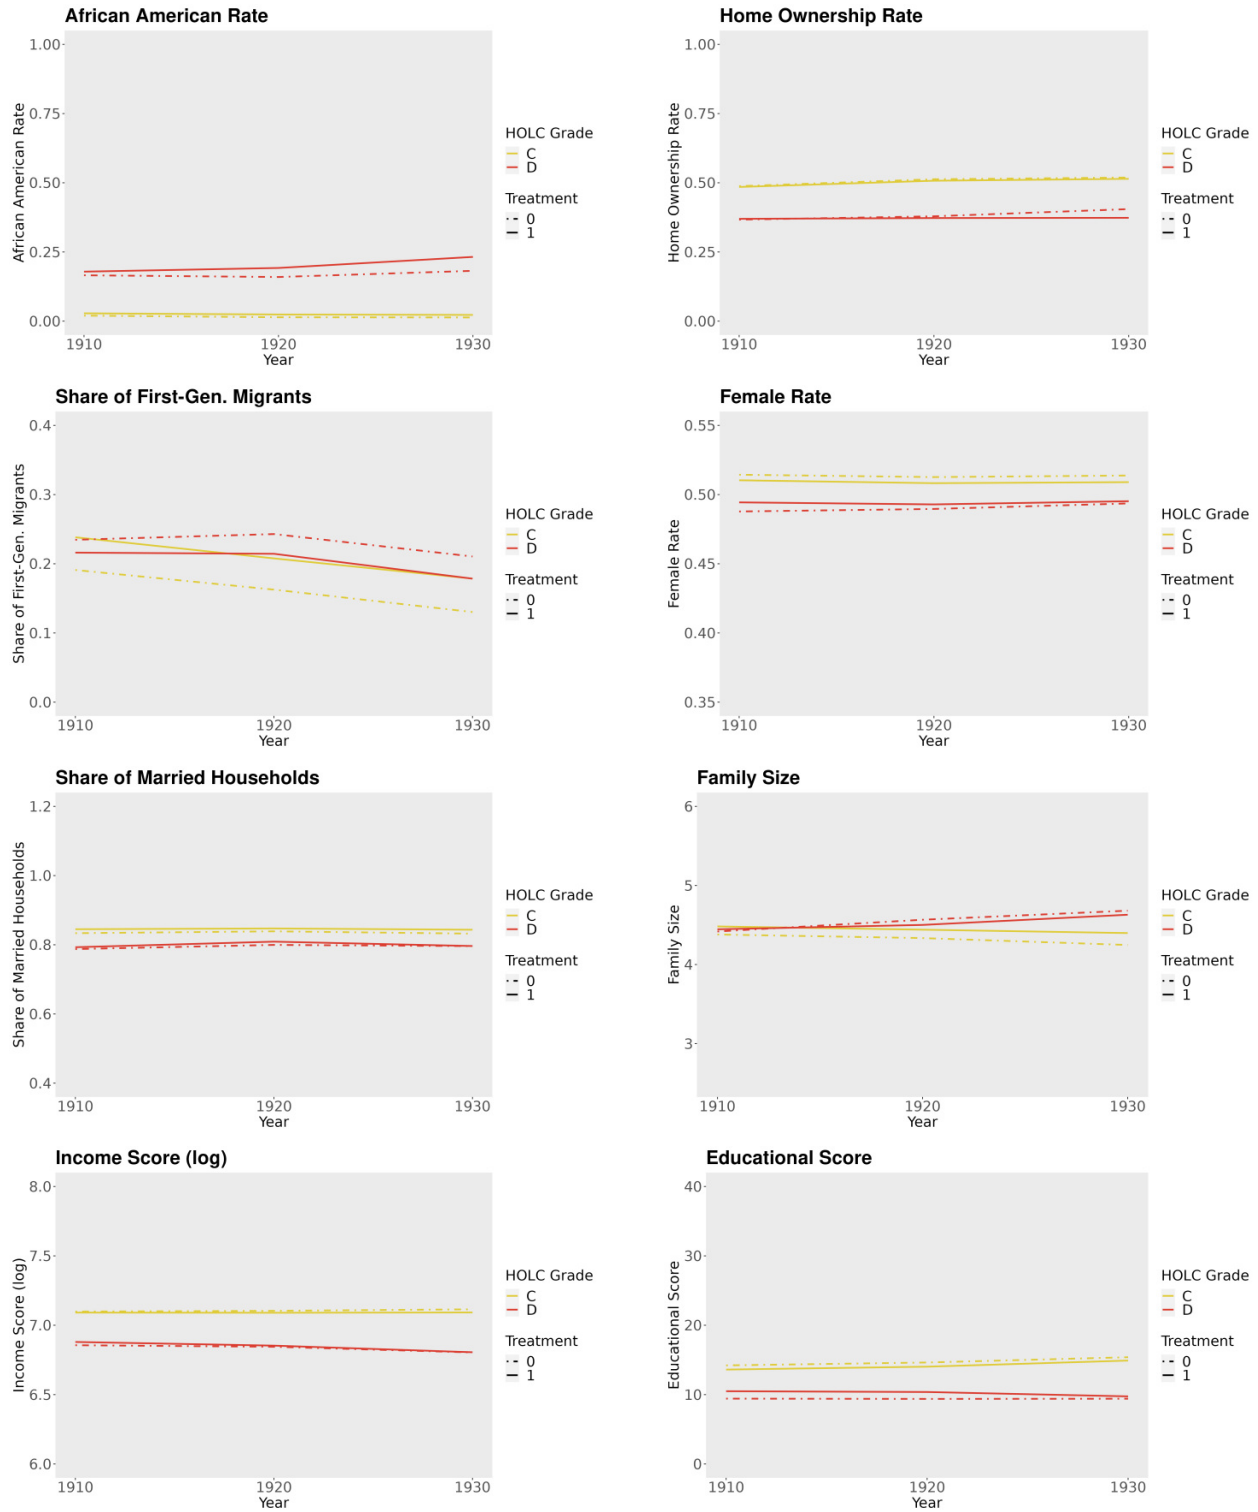 African American Rate
African American Rate
1.00
0.75
0.50
0.25
0.00
1910
1920
1930
Year
HOLC Grade
C
D
Treatment
0
1
Home Ownership Rate
Home Ownership Rate
1.00
0.75
0.50
0.25
0.00
1910
1920
1930
Year
HOLC Grade
C
D
Treatment
0
1
Share of First-Gen. Migrants
Share of First-Gen. Migrants
0.4
0.3
0.2
0.1
0.0
1910
1920
1930
Year
HOLC Grade
C
D
Treatment
0
1
Female Rate
Female Rate
0.55
0.50
0.45
0.40
0.35
1910
1920
1930
Year
HOLC Grade
C
D
Treatment
0
1
Share of Married Households
Share of Married Households
1.2
1.0
0.8
0.6
0.4
1910
1920
1930
Year
HOLC Grade
C
D
Treatment
0
1
Family Size
Family Size
6
5
4
3
1910
1920
1930
Year
HOLC Grade
C
D
Treatment
0
1
Income Score (log)
Income Score (log)
8.0
7.5
7.0
6.5
6.0
1910
1920
1930
Year
HOLC Grade
C
D
Treatment
0
1
Educational Score
Educational Score
40
30
20
10
0
1910
1920
1930
Year
HOLC Grade
C
D
Treatment
0
1